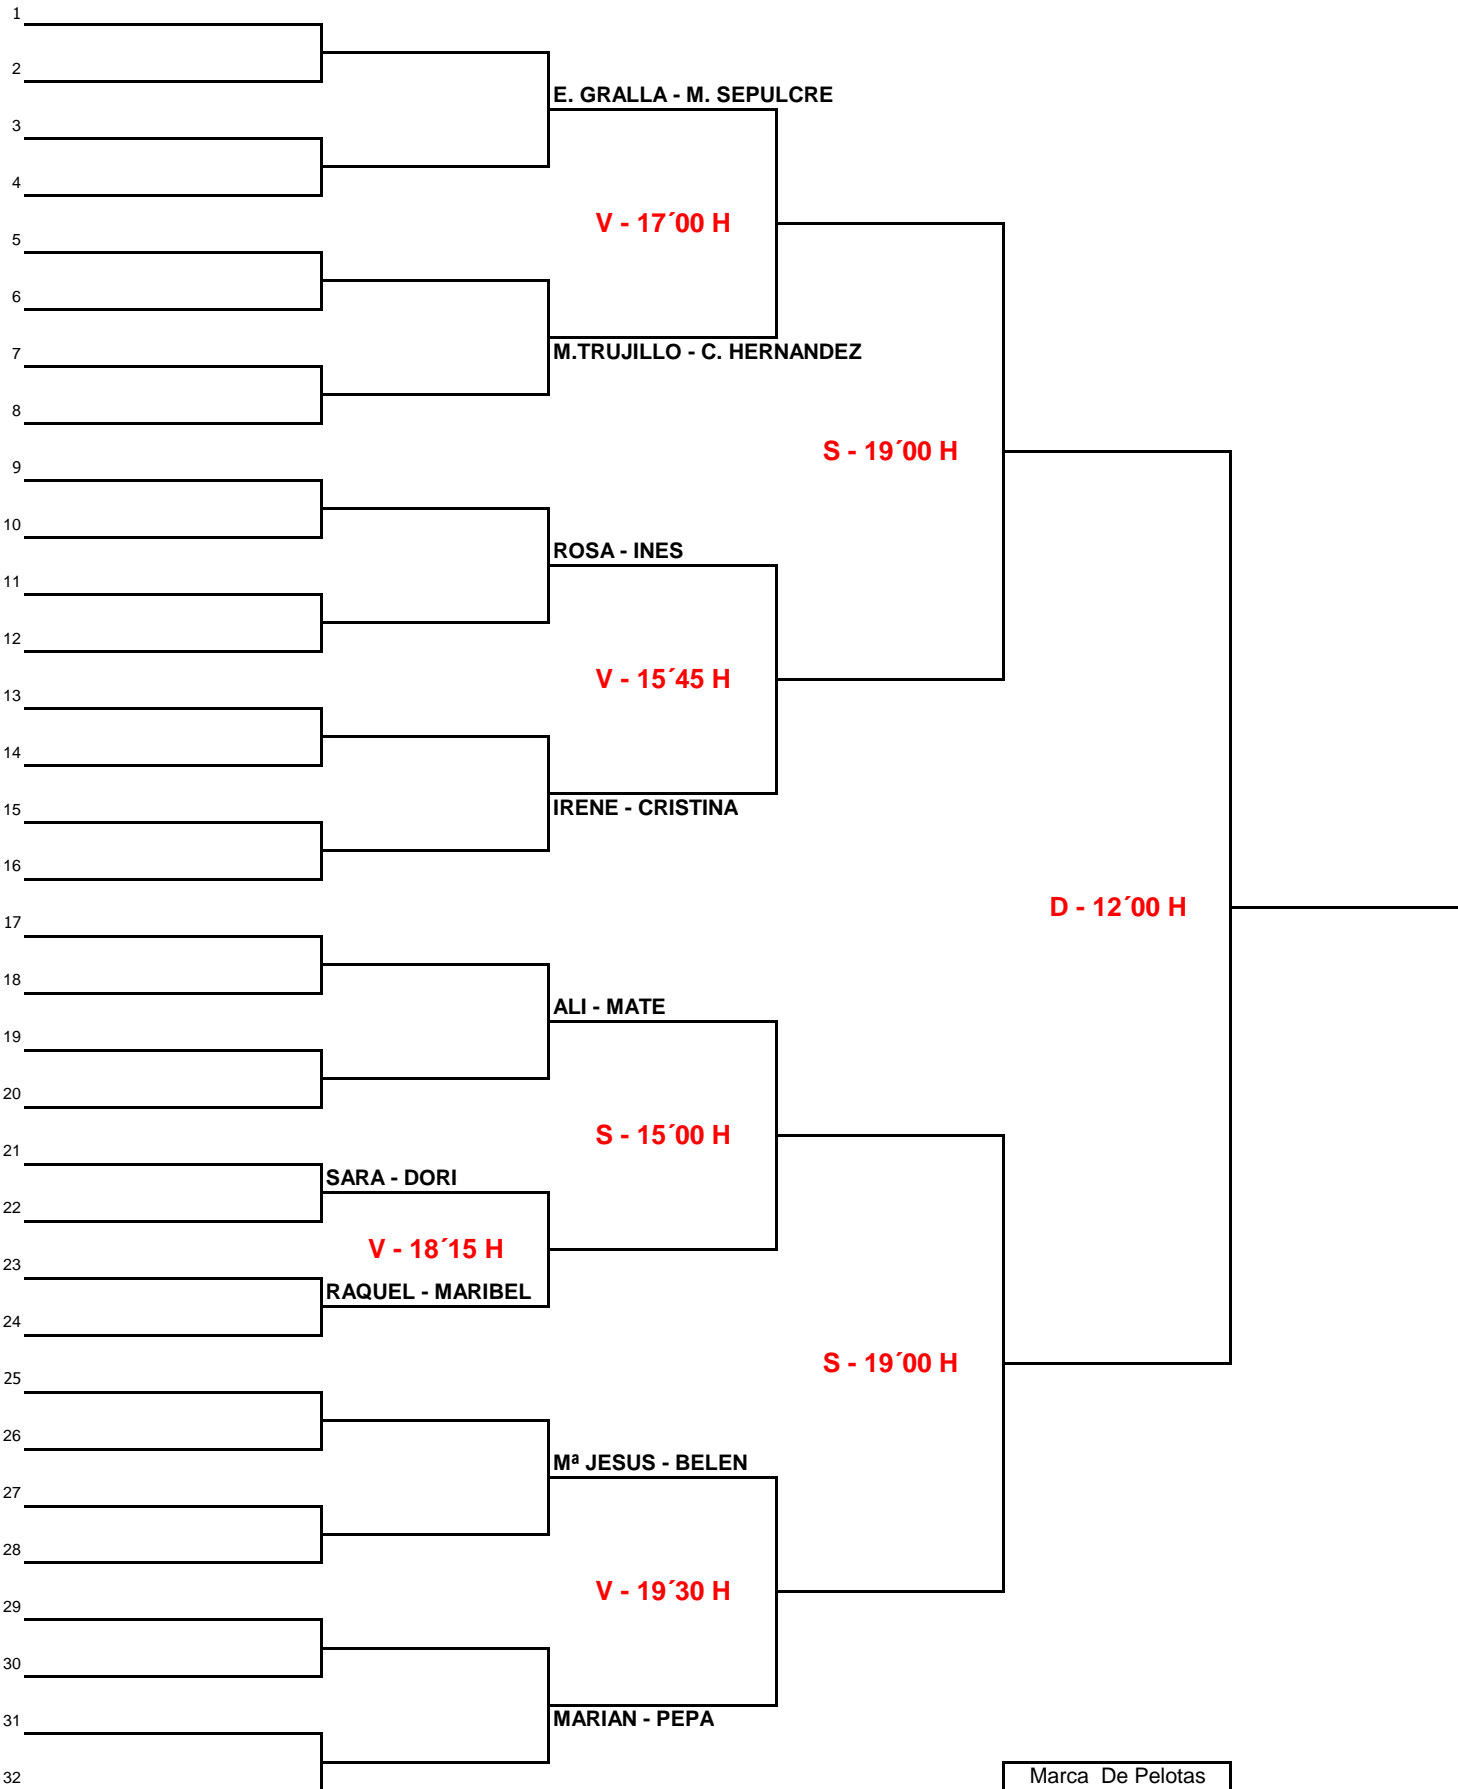 1
2
E. GRALLA - M. SEPULCRE
3
4
V - 17´00 H
5
6
7
M.TRUJILLO - C. HERNANDEZ
8
S - 19´00 H
9
10
ROSA - INES
11
12
V - 15´45 H
13
14
15
IRENE - CRISTINA
16
D - 12´00 H
17
18
ALI - MATE
19
20
S - 15´00 H
21
SARA - DORI
22
V - 18´15 H
23
RAQUEL - MARIBEL
24
S - 19´00 H
25
26
Mª JESUS - BELEN
27
28
V - 19´30 H
29
30
31
MARIAN - PEPA
32
Marca De Pelotas